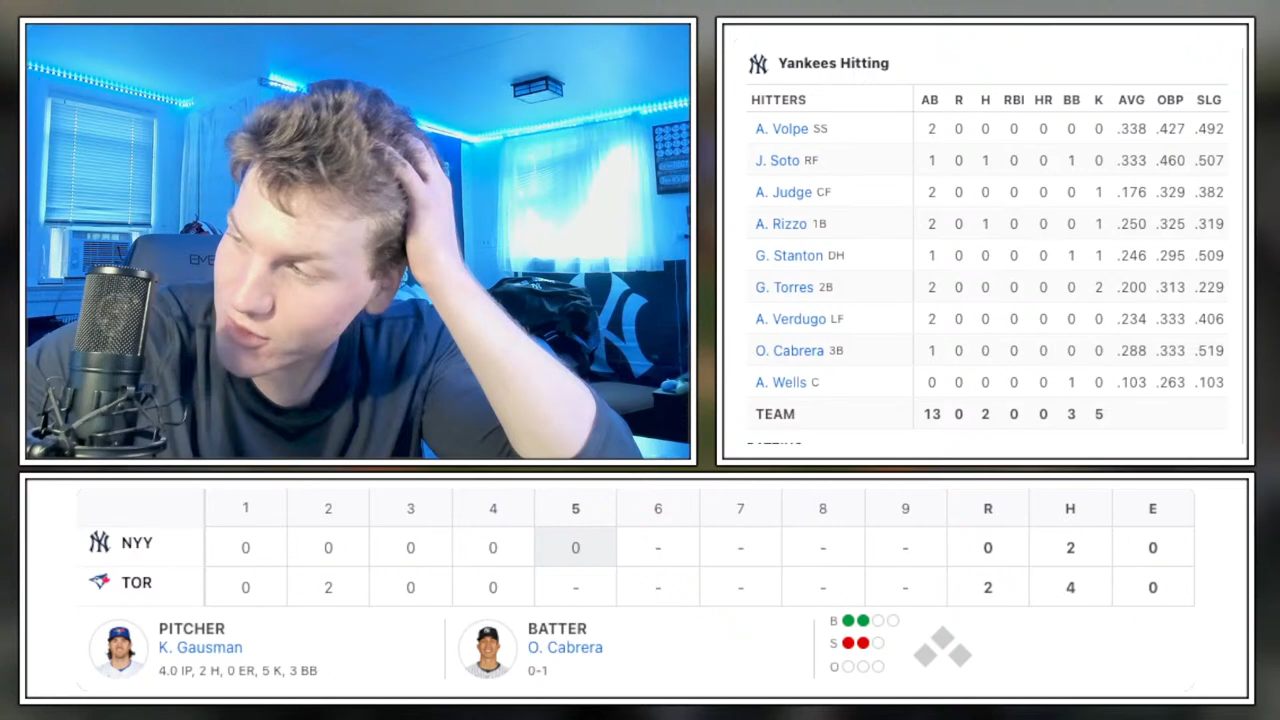 EME
NY
Yankees Hitting
HITTERS AB R H RBI HR BB K AVG OBP SLG
A. Volpe SS 2 0 0 0 0 0 0 .338 .427 .492
J. Soto RF 1 0 1 0 0 1 0 .333 .460 .507
A. Judge CF 2 0 0 0 0 0 1 .176 .329 .382
A. Rizzo 1B 2 0 1 0 0 0 1 .250 .325 .319
G. Stanton DH 1 0 0 0 0 1 1 .246 .295 .509
G. Torres 2B 2 0 0 0 0 0 2 .200 .313 .229
A. Verdugo LF 2 0 0 0 0 0 0 .234 .333 .406
O. Cabrera 3B 1 0 0 0 0 0 0 .288 .333 .519
A. Wells C 0 0 0 0 0 1 0 .103 .263 .103
TEAM 13 0 2 0 0 3 5
1 2 3 4 5 6 7 8 9 R H E
NYY 0 0 0 0 0 - - - - 0 2 0
TOR 0 2 0 0 - - - - - 2 4 0
PITCHER
K. Gausman
4.0 IP, 2 H, 0 ER, 5 K, 3 BB
BATTER
O. Cabrera
0-1
B
S
O